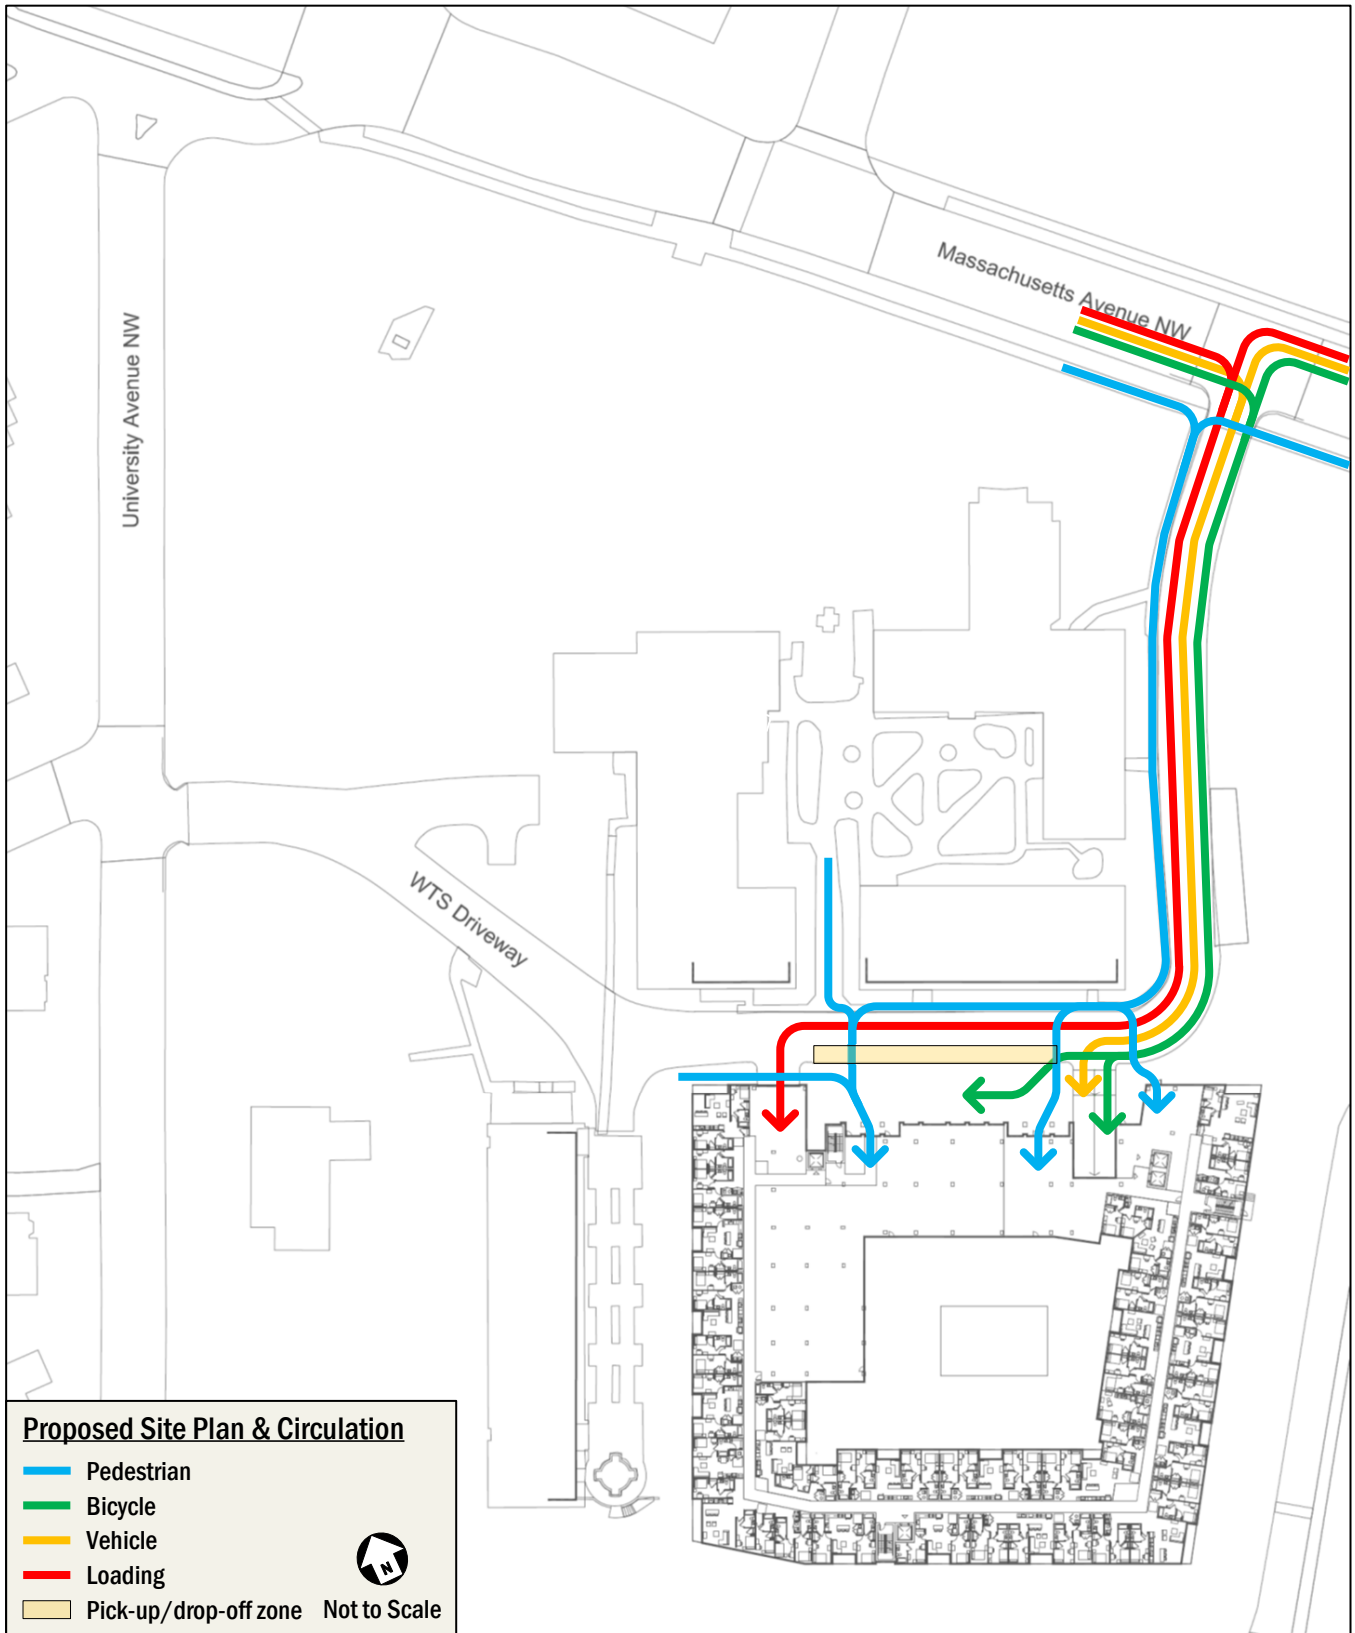 Massachusetts Avenue NW
University Avenue NW
WTS Driveway
Proposed Site Plan & Circulation
Pedestrian
Bicycle
Vehicle
Loading
Pick-up/drop-off zone
N
Not to Scale